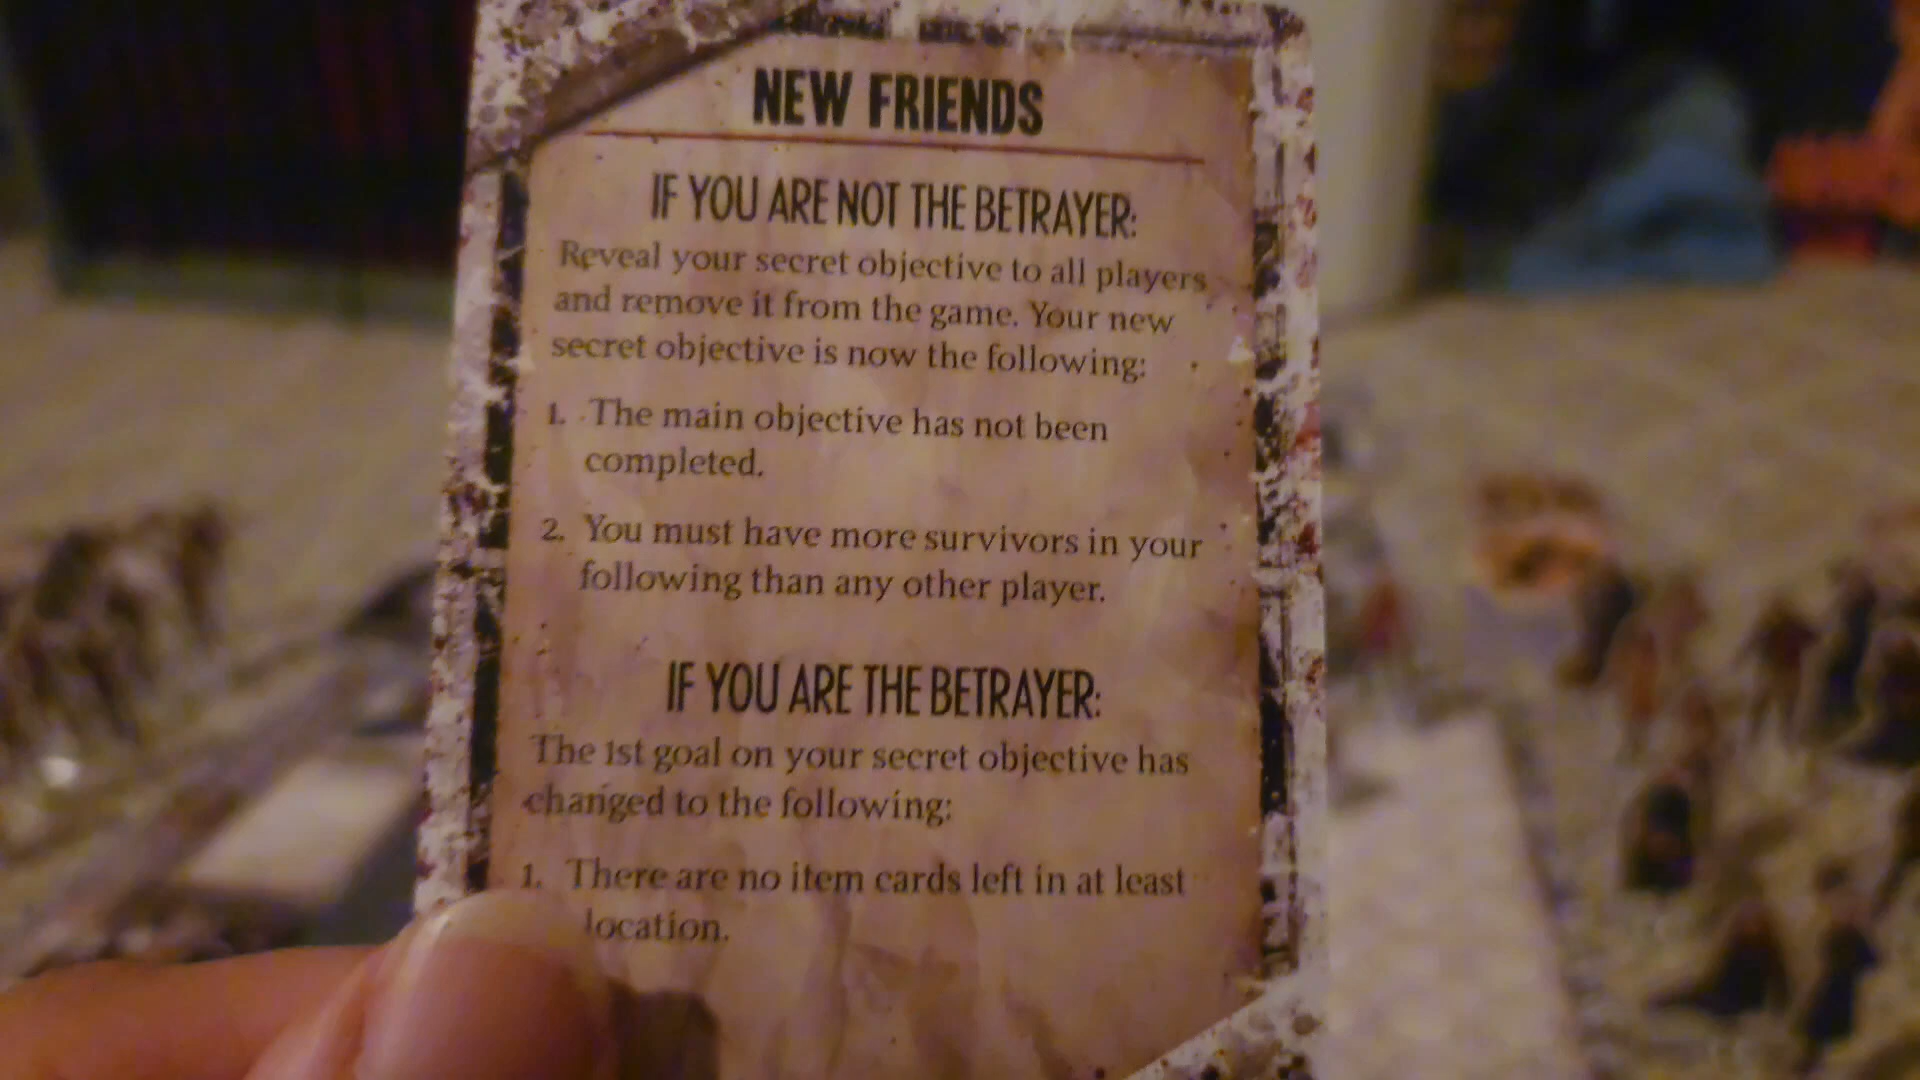 NEW FRIENDS
IF YOU ARE NOT THE BETRAYER:
Reveal your secret objective to all players
and remove it from the game. Your new
secret objective is now the following:
1. The main objective has not been
completed.
2. You must have more survivors in your
following than any other player.
IF YOU ARE THE BETRAYER:
The 1st goal on your secret objective has
changed to the following:
1. There are no item cards left in at least
location.